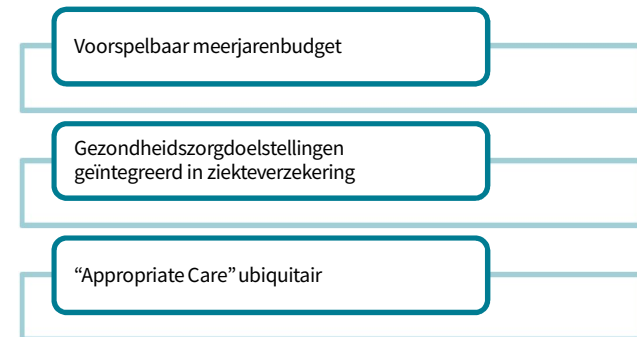 Voorspelbaar meerjarenbudget
Gezondheidszorgdoelstellingen
geïntegreerd in ziekteverzekering
“Appropriate Care” ubiquitair